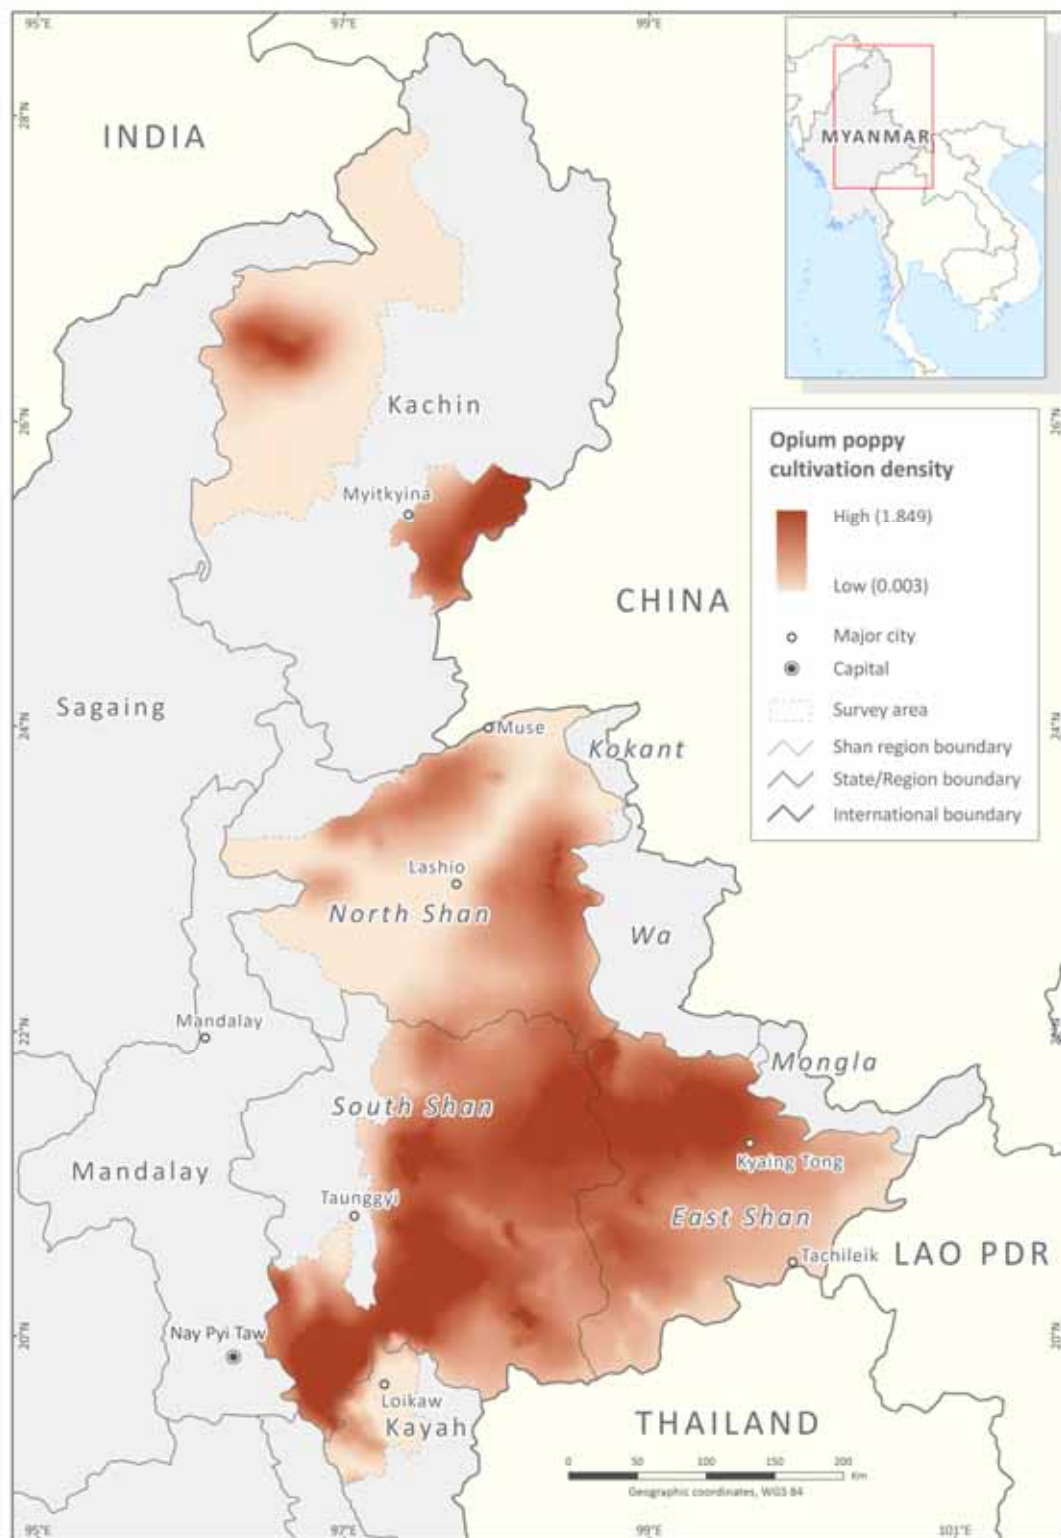 95°E
97°E
99°E
28°N
INDIA
MYANMAR
26°N
26°N
Kachin
Opium poppy
cultivation density
Myitkyina
High (1.849)
Low (0.003)
CHINA
Major city
Capital
Sagaing
Survey area
24°N
24°N
Muse
Kokant
Shan region boundary
State/Region boundary
International boundary
Lashio
North Shan
Wa
Mandalay
22°N
Mongla
South Shan
Kyaing Tong
Mandalay
Taunggyi
East Shan
Tachileik
LAO PDR
20°N
20°N
Nay Pyi Taw
Loikaw
Kayah
THAILAND
0 50 100 150 200
Km
Geographic coordinates, WGS 84
95°E
97°E
99°E
101°E